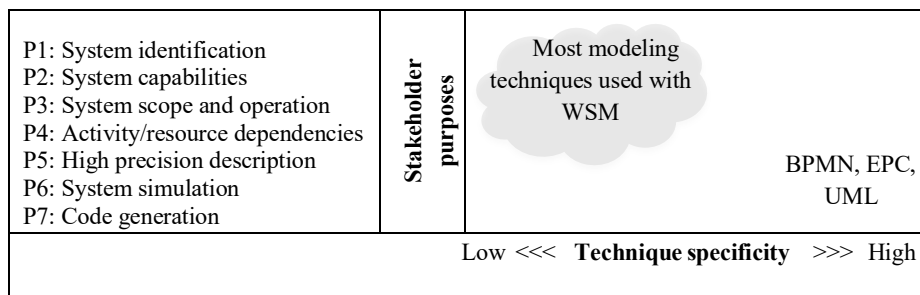 P1: System identification
P2: System capabilities
P3: System scope and operation
P4: Activity/resource dependencies
P5: High precision description
P6: System simulation
P7: Code generation
Stakeholder
purposes
Most modeling
techniques used with
WSM
BPMN, EPC,
UML
Low <<< Technique specificity >>> High